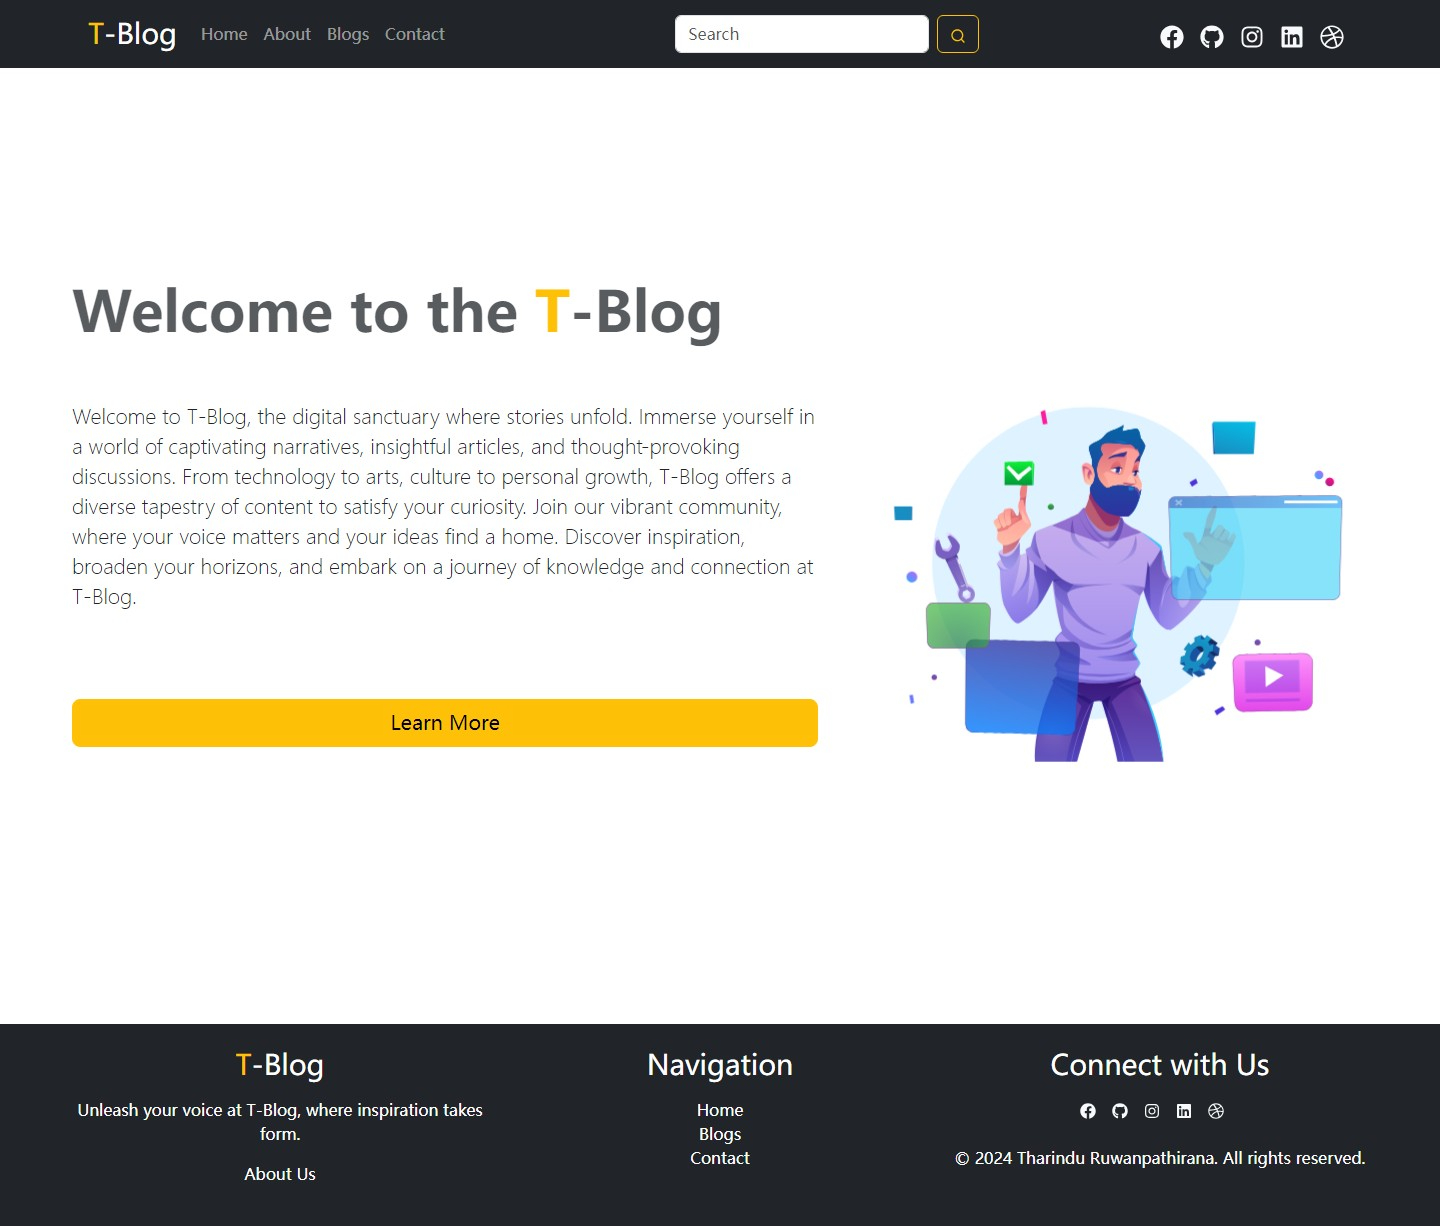 T-Blog Home About Blogs Contact Search
Welcome to the T-Blog
Welcome to T-Blog, the digital sanctuary where stories unfold. Immerse yourself in
a world of captivating narratives, insightful articles, and thought-provoking
discussions. From technology to arts, culture to personal growth, T-Blog offers a
diverse tapestry of content to satisfy your curiosity. Join our vibrant community,
where your voice matters and your ideas find a home. Discover inspiration,
broaden your horizons, and embark on a journey of knowledge and connection at
T-Blog.
Learn More
T-Blog
Unleash your voice at T-Blog, where inspiration takes
form.
About Us
Navigation
Home
Blogs
Contact
Connect with Us
© 2024 Tharindu Ruwanpathirana. All rights reserved.